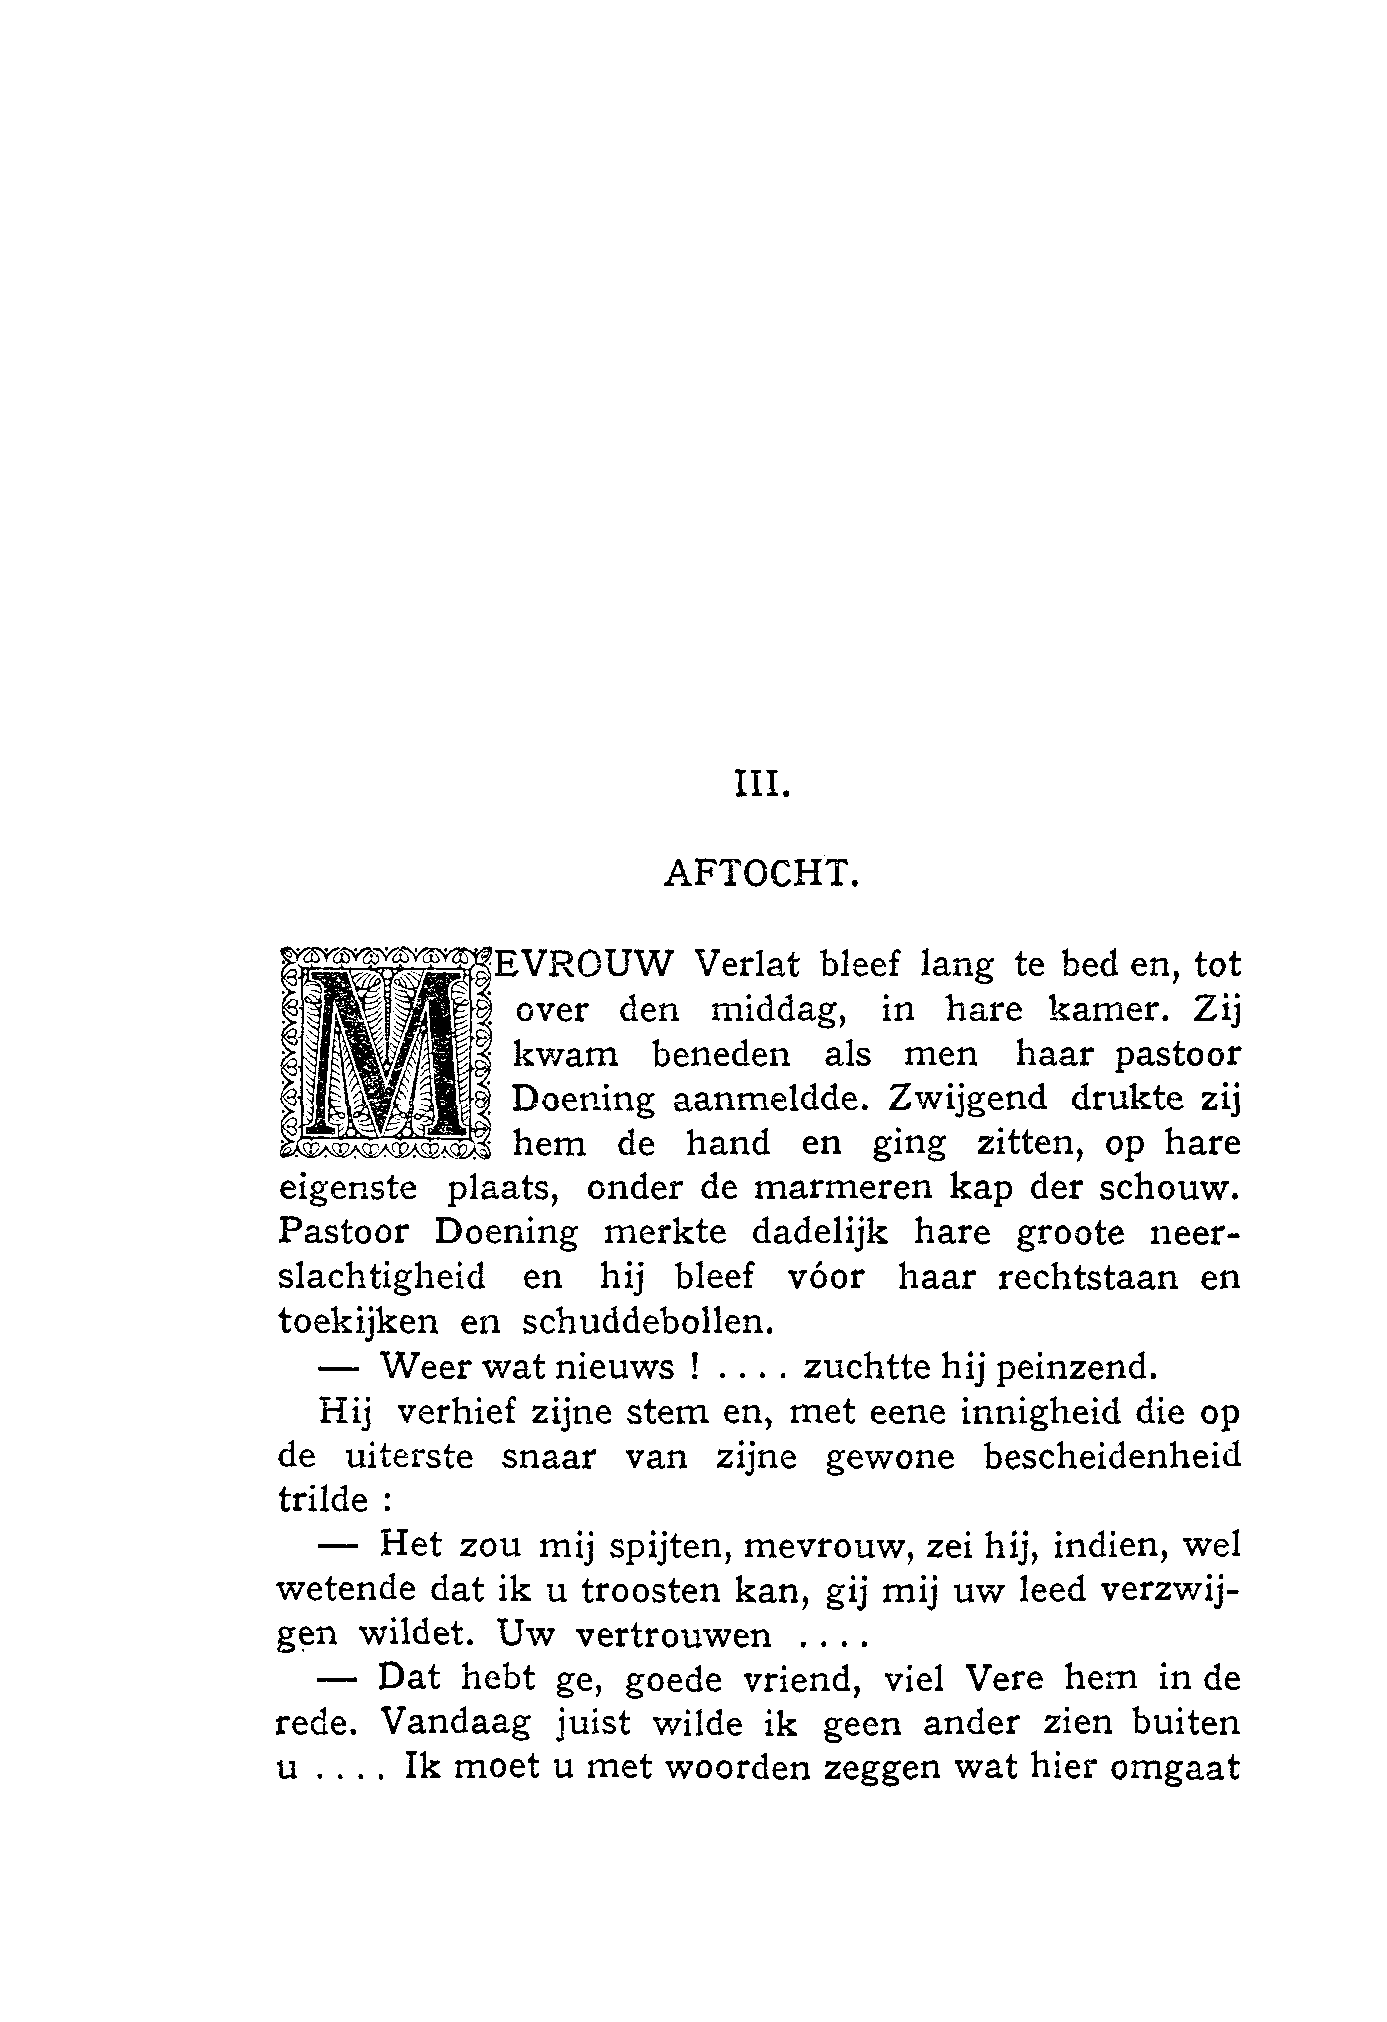 III.
AFTOCHT.
MEVROUW Verlat bleef lang te bed en, tot
over den middag, in hare kamer. Zij
kwam beneden als men haar pastoor
Doening aanmeldde. Zwijgend drukte zij
hem de hand en ging zitten, op hare
eigenste plaats, onder de marmeren kap der schouw.
Pastoor Doening merkte dadelijk hare groote neer-
slachtigheid en hij bleef vóor haar rechtstaan en
toekijken en schuddebollen.
— Weer wat nieuws ! .... zuchtte hij peinzend.
Hij verhief zijne stem en, met eene innigheid die op
de uiterste snaar van zijne gewone bescheidenheid
trilde :
— Het zou mij spijten, mevrouw, zei hij, indien, wel
wetende dat ik u troosten kan, gij mij uw leed verzwij-
gen wildet. Uw vertrouwen ....
— Dat hebt ge, goede vriend, viel Vere hem in de
rede. Vandaag juist wilde ik geen ander zien buiten
u .... Ik moet u met woorden zeggen wat hier omgaat